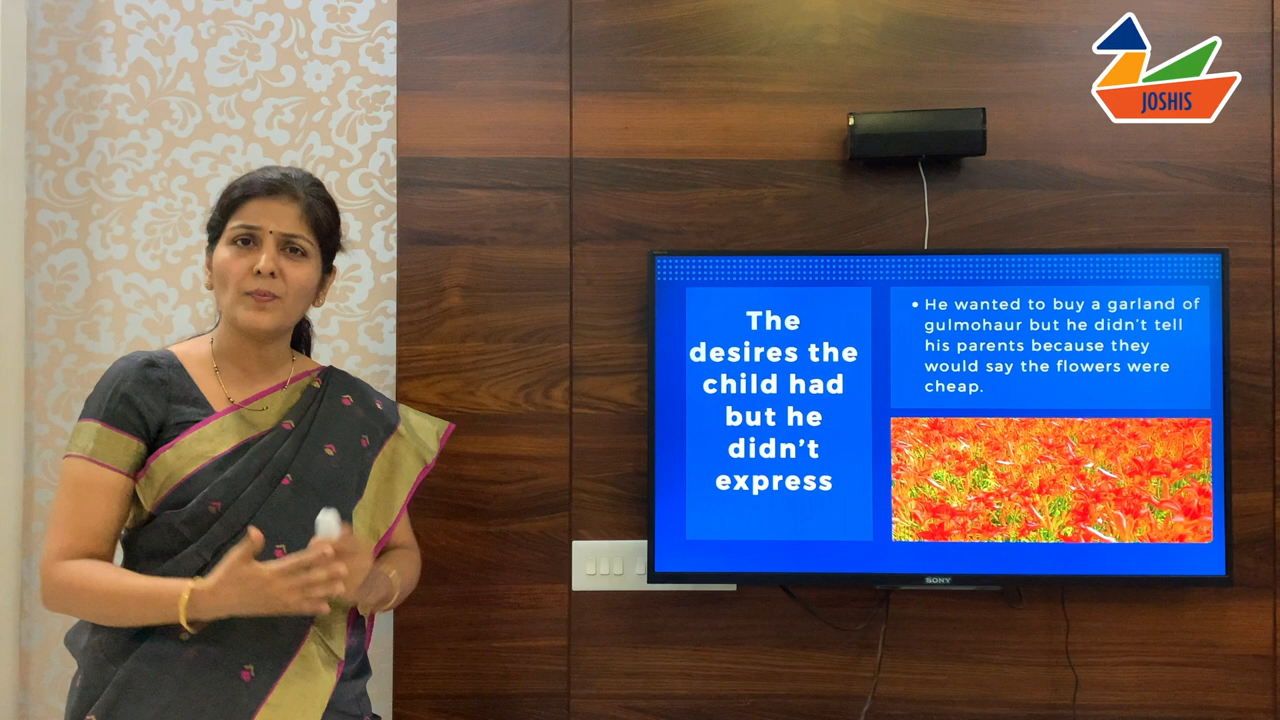 JOSHIS
The
desires the
child had
but he
didn't
express
• He wanted to buy a garland of
gulmohaur but he didn't tell
his parents because they
would say the flowers were
cheap.
SONY